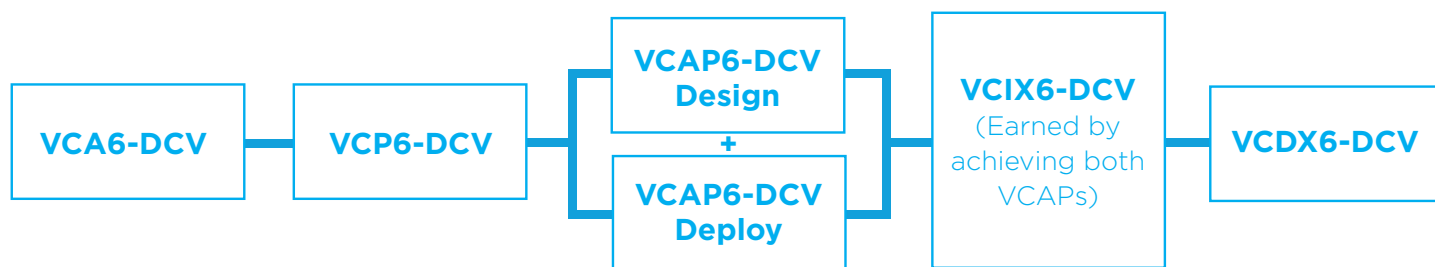 VCA6-DCV
VCP6-DCV
VCAP6-DCV
Design
+
VCAP6-DCV
Deploy
VCIX6-DCV
(Earned by
achieving both
VCAPs)
VCDX6-DCV